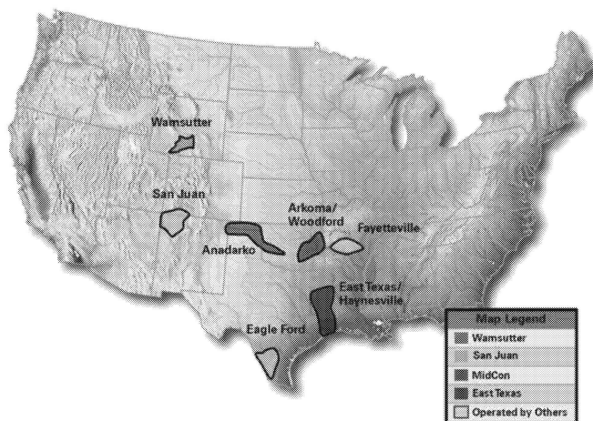 Wamsutter
San Juan
Arkoma/
Woodford
Fayetteville
Anadarko
East Texas/
Haynesville
Eagle Ford
Map Legend
Wamsutter
San Juan
MidCon
East Texas
Operated by Others